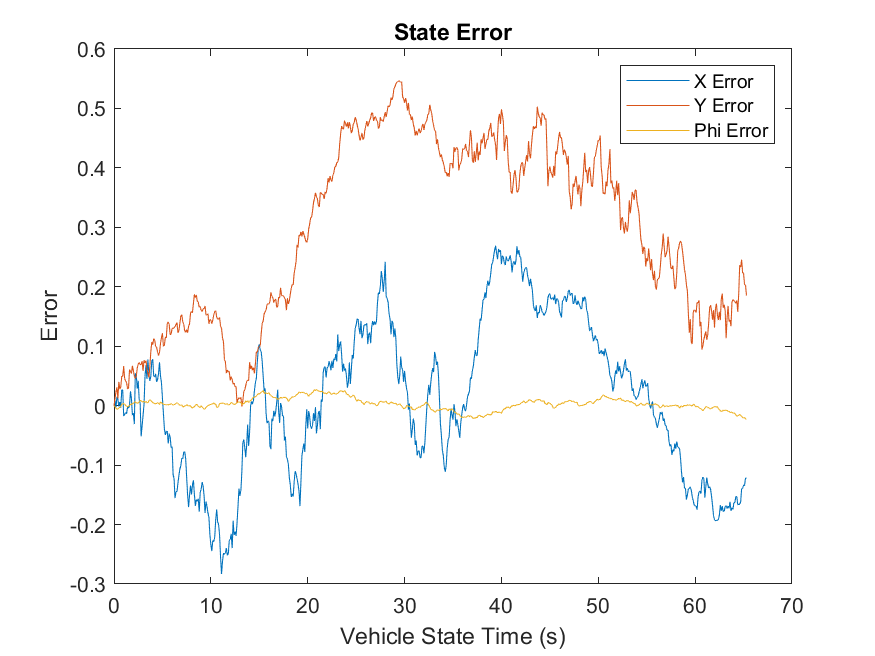 State Error
0.6
0.5
0.4
0.3
0.2
0.1
0
-0.1
-0.2
-0.3
Error
X Error
Y Error
Phi Error
0 10 20 30 40 50 60 70
Vehicle State Time (s)